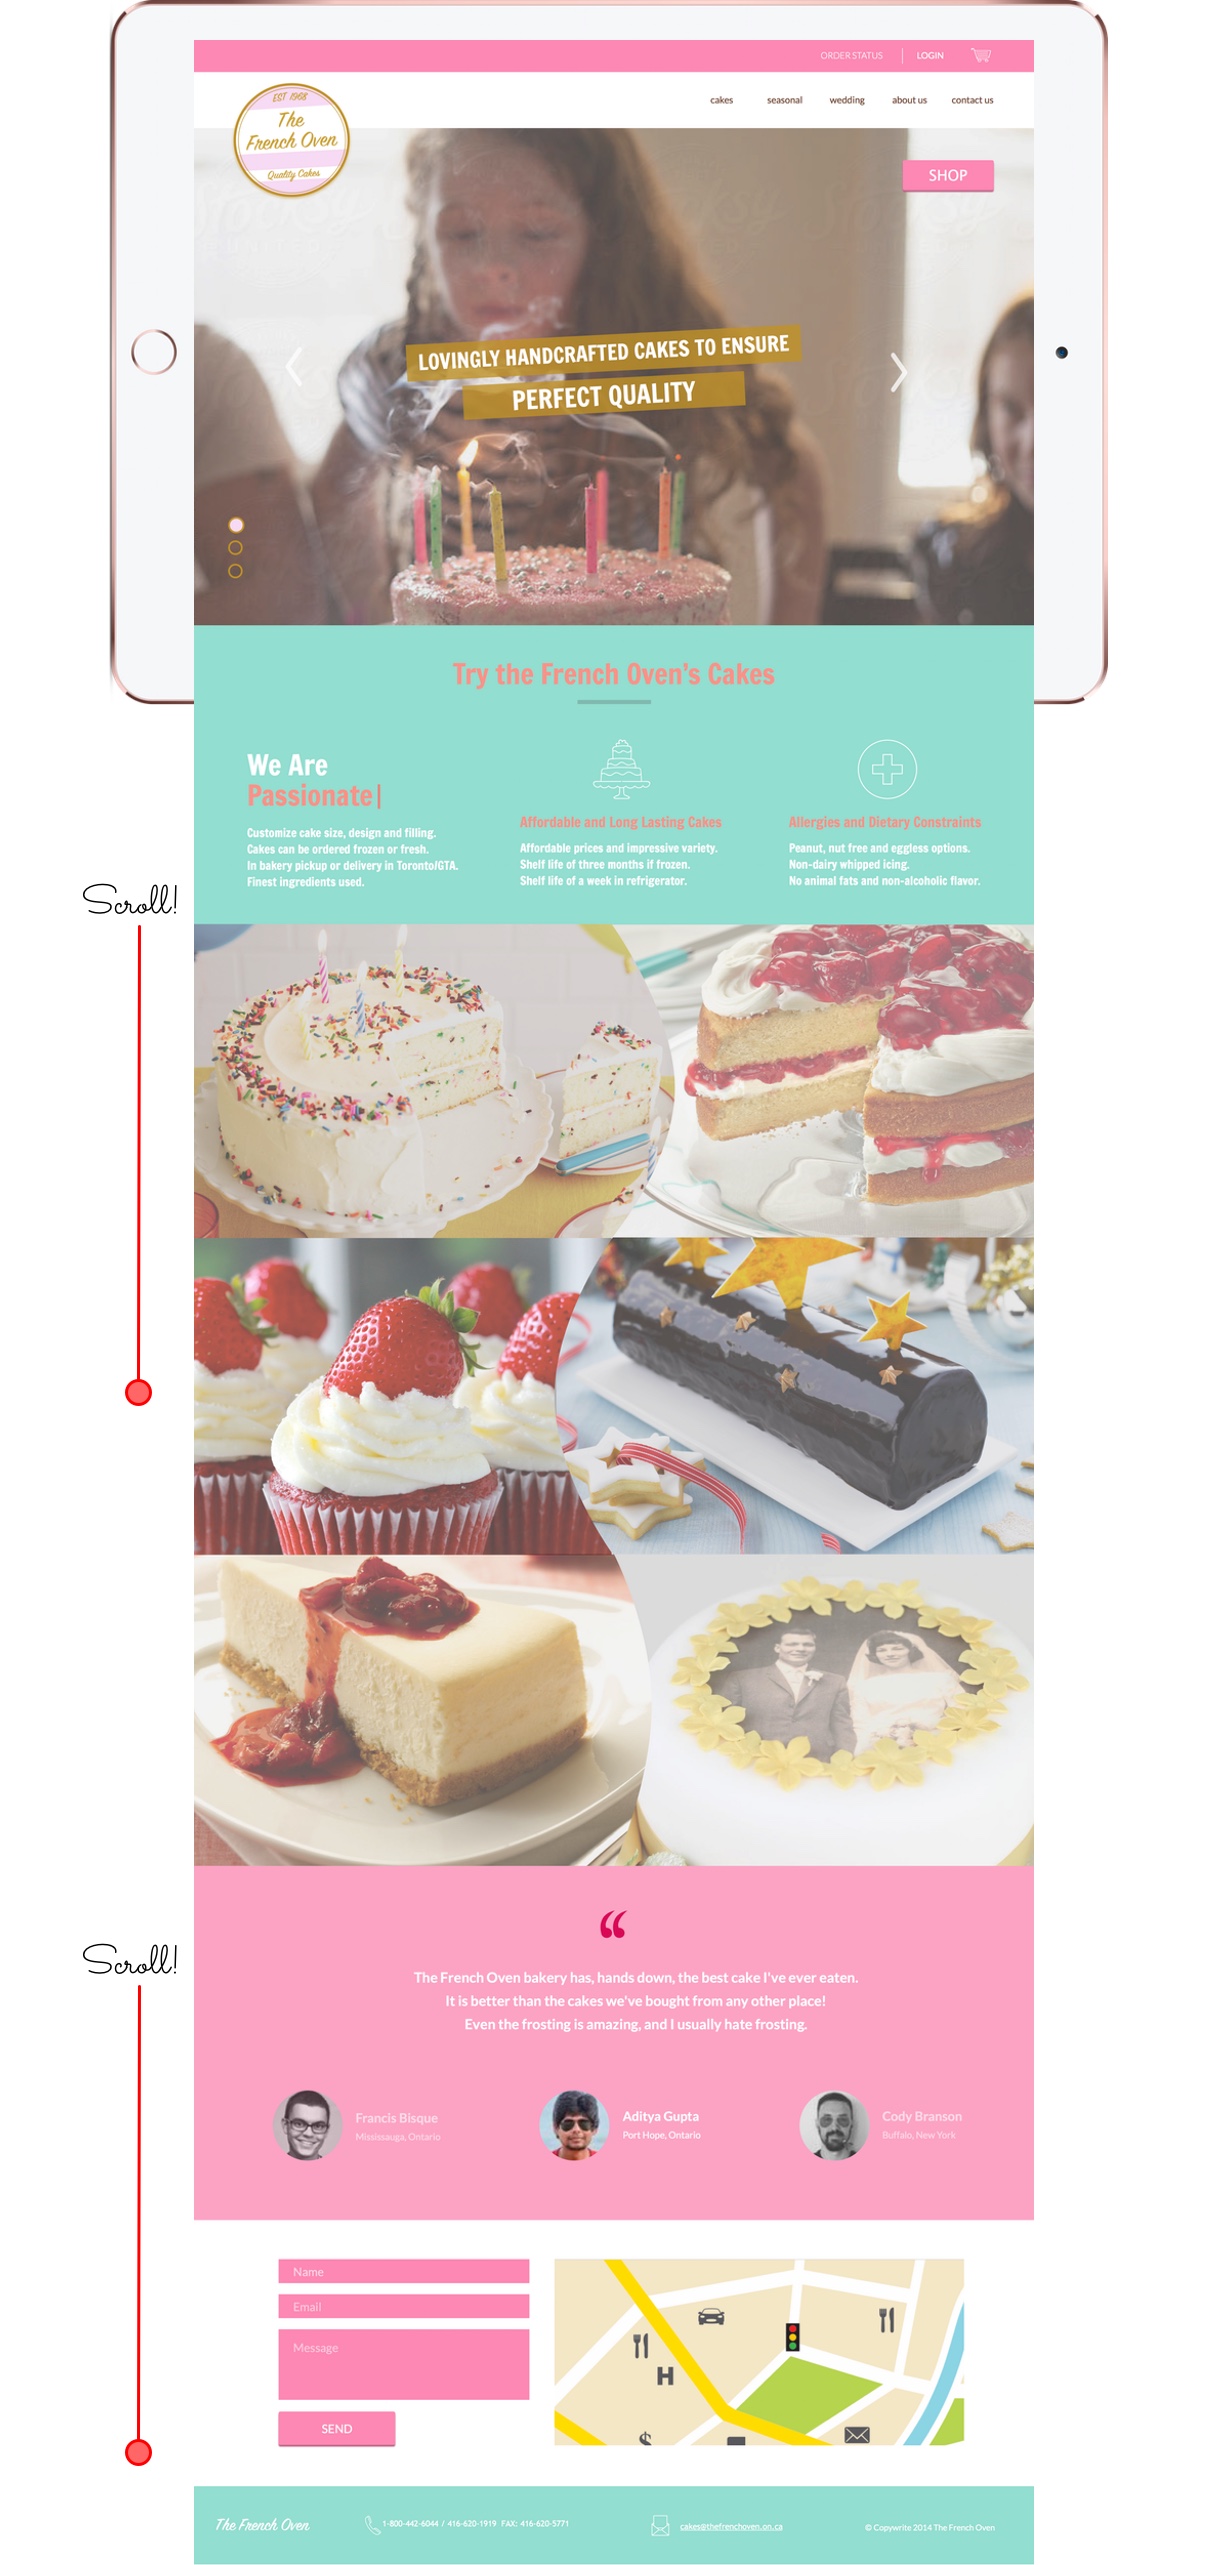 ORDER STATUS
LOGIN
EST 1968
The
French Oven
Quality Cakes
cakes
seasonal
wedding
about us
contact us
SHOP
LOVINGLY HANDCRAFTED CAKES TO ENSURE
PERFECT QUALITY
Try the French Oven's Cakes
We Are
Passionate|
Customize cake size, design and filling.
Cakes can be ordered frozen or fresh.
In bakery pickup or delivery in Toronto/GTA.
Finest ingredients used.
Affordable and Long Lasting Cakes
Affordable prices and impressive variety.
Shelf life of three months if frozen.
Shelf life of a week in refrigerator.
Allergies and Dietary Constraints
Peanut, nut free and eggless options.
Non-dairy whipped icing.
No animal fats and non-alcoholic flavor.
Scroll!
Scroll!
“
The French Oven bakery has, hands down, the best cake I've ever eaten.
It is better than the cakes we've bought from any other place!
Even the frosting is amazing, and I usually hate frosting.
Francis Bisque
Mississauga, Ontario
Aditya Gupta
Port Hope, Ontario
Cody Branson
Buffalo, New York
Name
Email
Message
SEND
H
$
The French Oven
1-800-442-6044 / 416-620-1919 FAX: 416-620-5771
cakes@thefrenchoven.on.ca
© Copywrite 2014 The French Oven